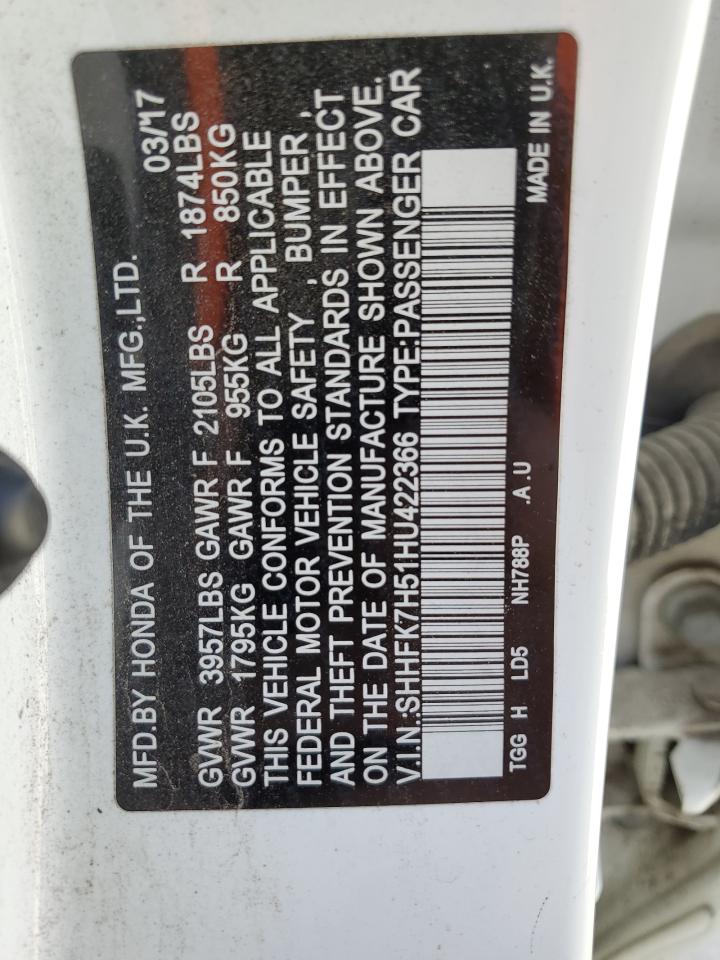 MFD.BY HONDA OF THE U.K. MFG.,LTD. 03/17
GVWR 3957LBS GAWR F 2105LBS R 1874LBS
GVWR 1795KG GAWR F 955KG R 850KG
THIS VEHICLE CONFORMS TO ALL APPLICABLE
FEDERAL MOTOR VEHICLE SAFETY , BUMPER ,
AND THEFT PREVENTION STANDARDS IN EFFECT
ON THE DATE OF MANUFACTURE SHOWN ABOVE.
V.I.N.:SHHFK7H51HU422366 TYPE:PASSENGER CAR
TGG H LD5 NH788P .A .U MADE IN U.K.